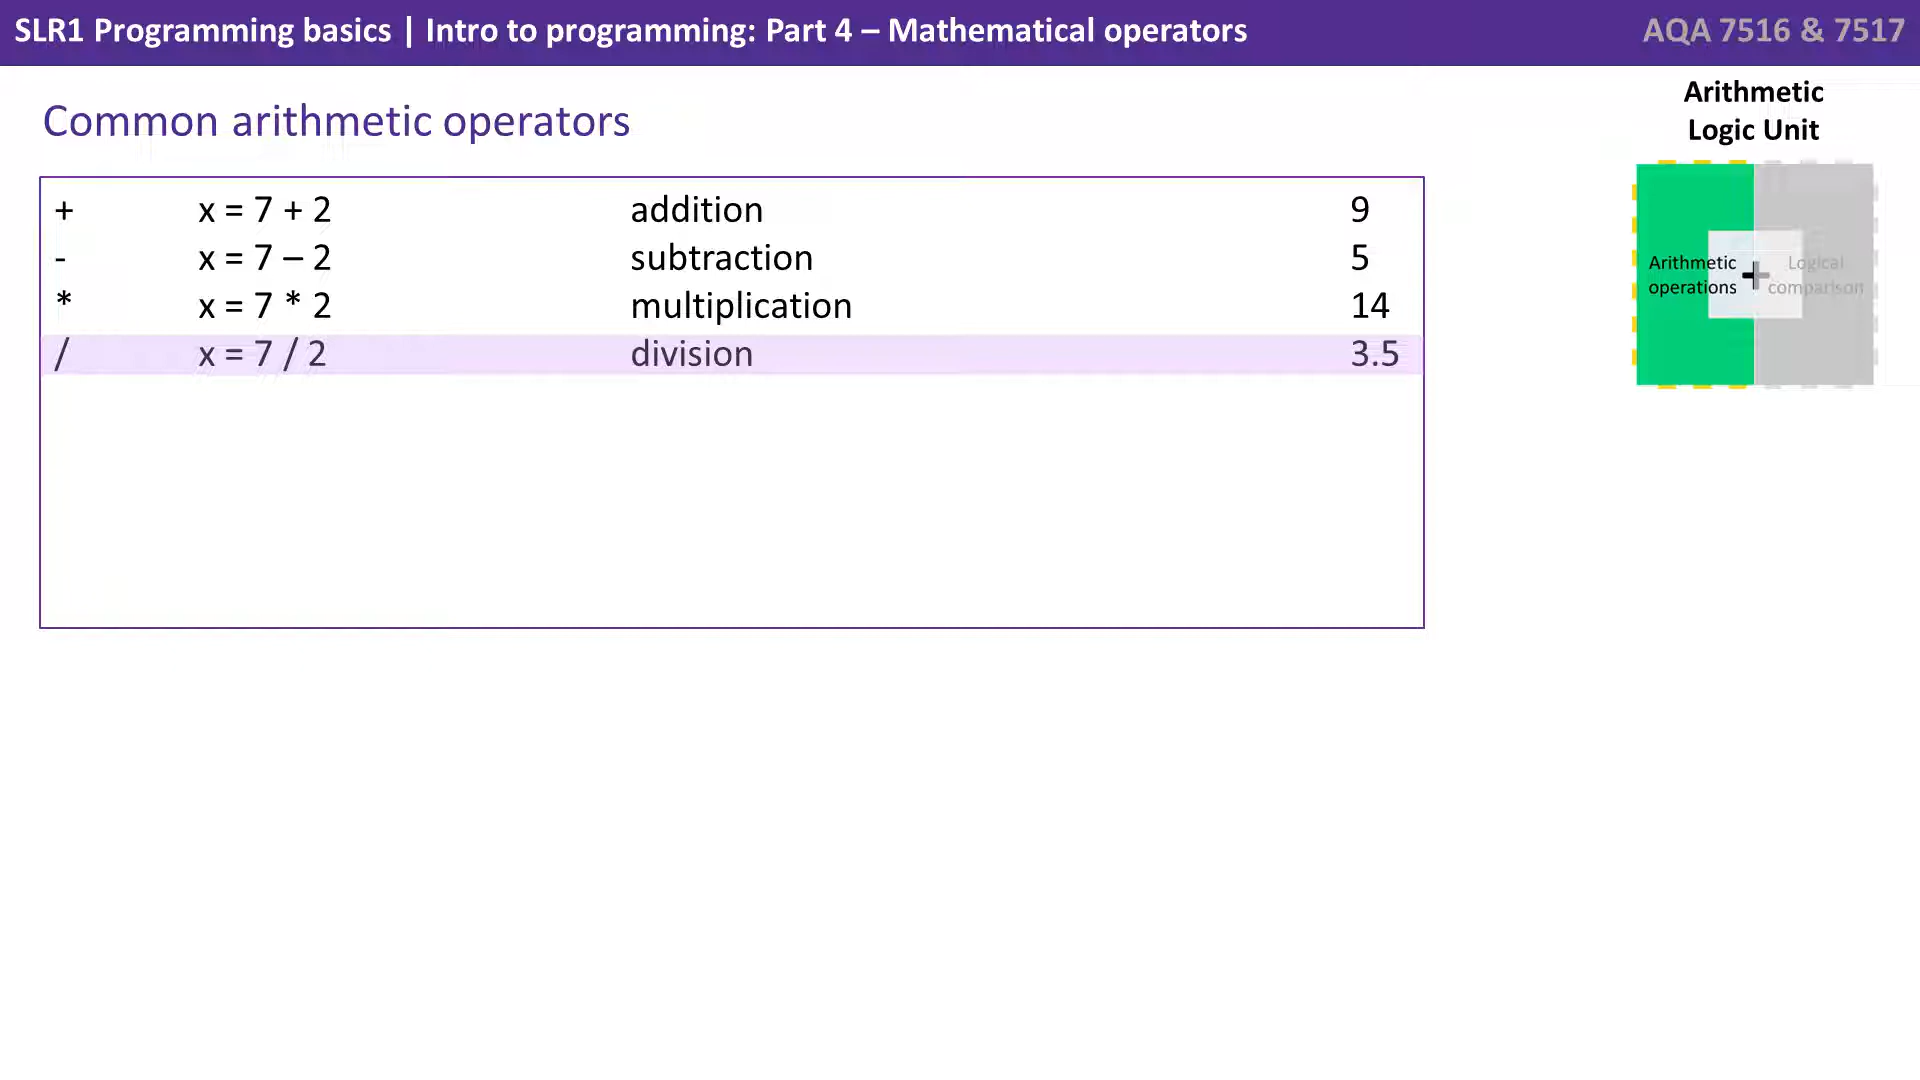 SLR1 Programming basics | Intro to programming: Part 4 – Mathematical operators
AQA 7516 & 7517
Common arithmetic operators
+ x = 7 + 2 addition 9
- x = 7 – 2 subtraction 5
* x = 7 * 2 multiplication 14
/ x = 7 / 2 division 3.5
Arithmetic
Logic Unit
Arithmetic
operations
+
Logical
comparison